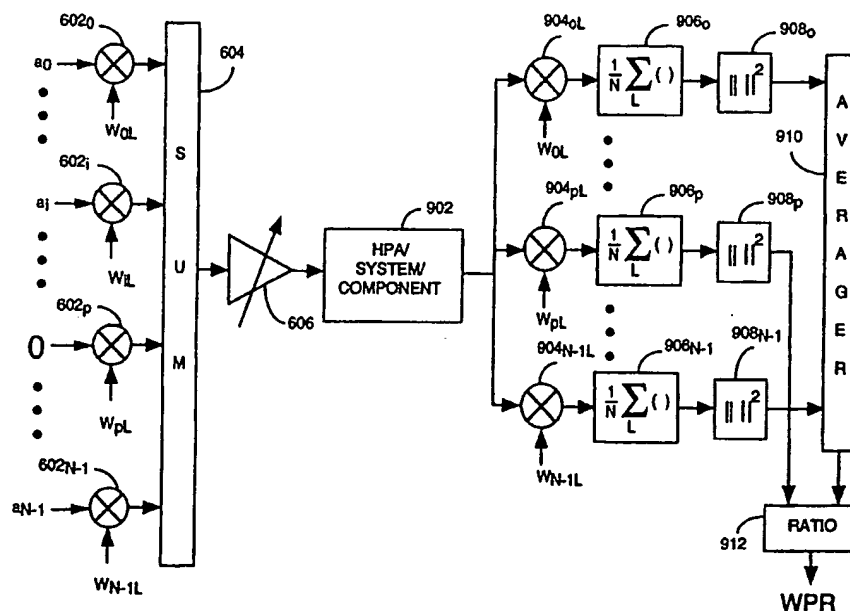 602₀
a₀
W₀L
602ᵢ
aᵢ
WᵢL
602p
0
WpL
602N-1
aN-1
WN-1L
604
S
U
M
606
902
HPA/
SYSTEM/
COMPONENT
904₀L
W₀L
906₀
1/N ∑ ( )
L
908₀
|| ||²
904pL
WpL
906p
1/N ∑ ( )
L
908p
|| ||²
904N-1L
WN-1L
906N-1
1/N ∑ ( )
L
908N-1
|| ||²
910
A
V
E
R
A
G
E
R
RATIO
912
WPR